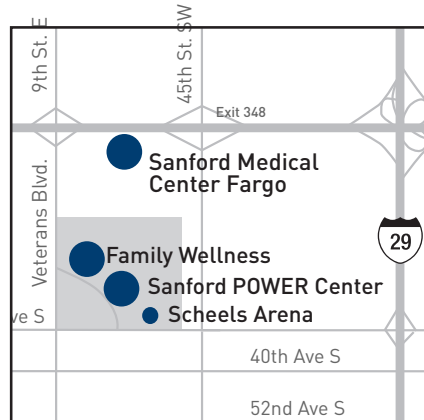 9th St. E
45th St. SW
Exit 348
Sanford Medical
Center Fargo
Veterans Blvd.
29
Family Wellness
Sanford POWER Center
Scheels Arena
ve S
40th Ave S
52nd Ave S